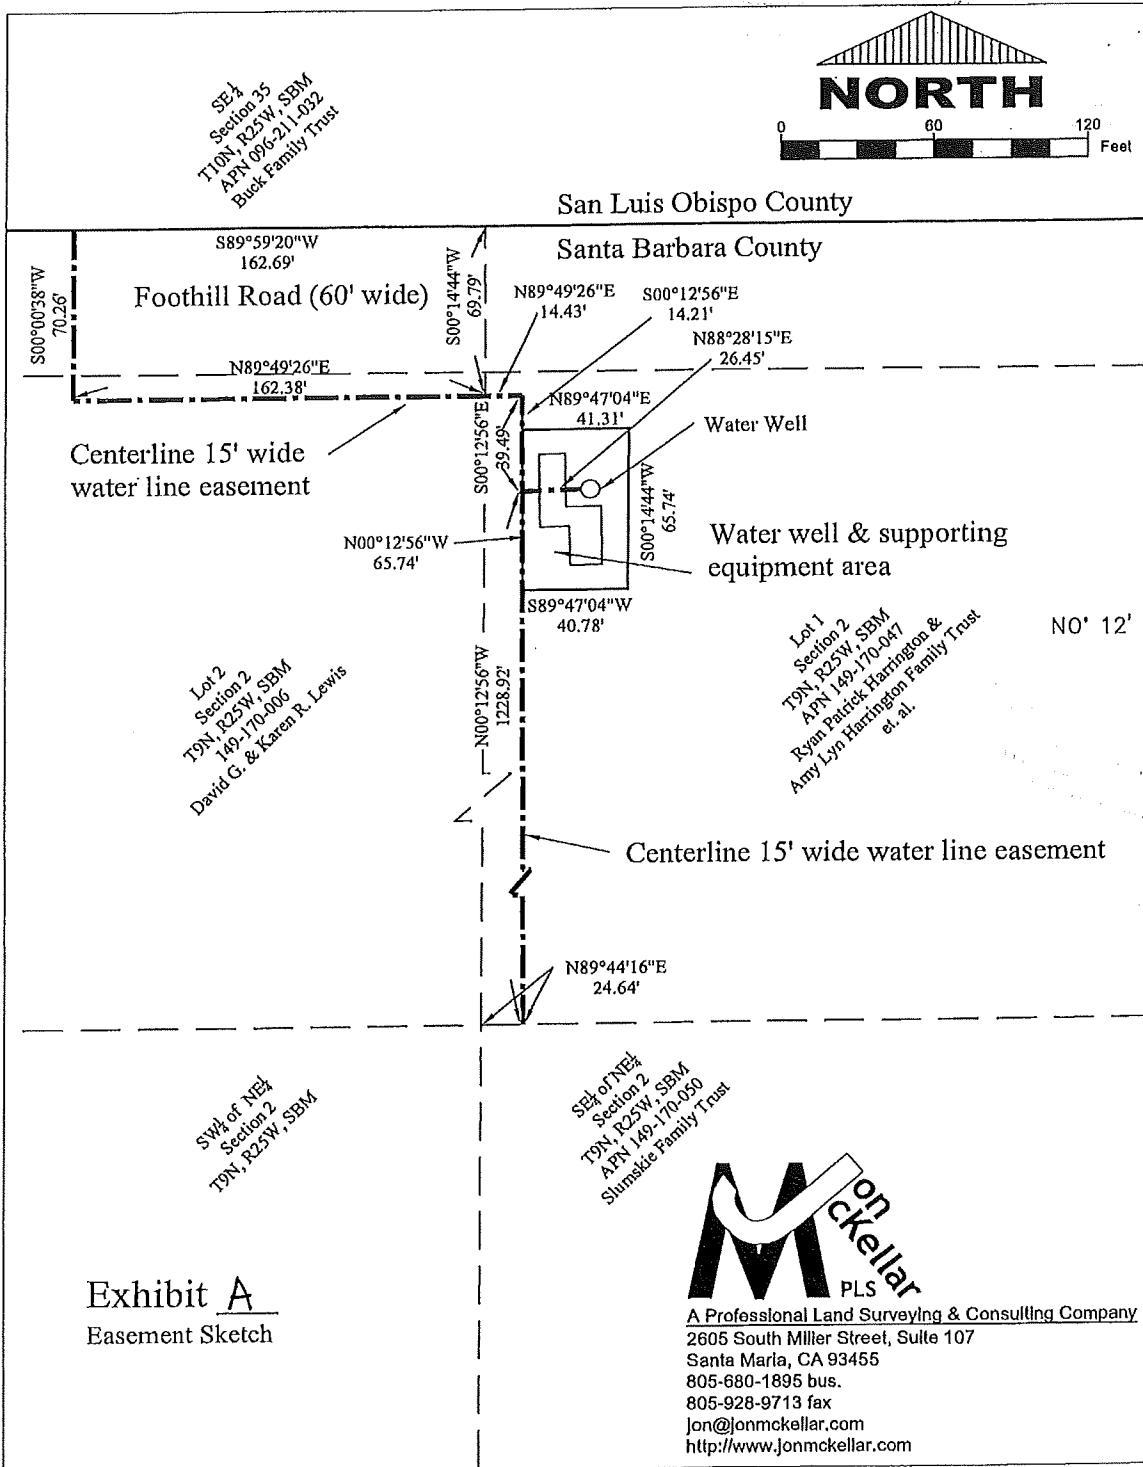 NORTH
0 60 120
Feet
SE¼
Section 35
T10N, R25W, SBM
APN 096-211-032
Buck Family Trust
San Luis Obispo County
Santa Barbara County
S89°59'20"W
162.69'
S00°00'38"W
70.26'
Foothill Road (60' wide)
S00°14'44"W
69.79'
N89°49'26"E
14.43'
S00°12'56"E
14.21'
N88°28'15"E
26.45'
N89°49'26"E
162.38'
N89°47'04"E
41.31'
Water Well
Centerline 15' wide
water line easement
S00°12'56"E
39.49'
S00°14'44"W
65.74'
N00°12'56"W
65.74'
Water well & supporting
equipment area
S89°47'04"W
40.78'
Lot 1
Section 2
T9N, R25W, SBM
APN 149-170-047
Ryan Patrick Harrington &
Amy Lyn Harrington Family Trust
et. al.
N0° 12'
Lot 2
Section 2
T9N, R25W, SBM
149-170-006
David G. & Karen R. Lewis
N00°12'56"W
1228.92'
Centerline 15' wide water line easement
N89°44'16"E
24.64'
SW¼ of NE¼
Section 2
T9N, R25W, SBM
SE¼ of NE¼
Section 2
T9N, R25W, SBM
APN 149-170-050
Slumskie Family Trust
Jon
McKellar
PLS
Exhibit A
Easement Sketch
A Professional Land Surveying & Consulting Company
2605 South Miller Street, Suite 107
Santa Maria, CA 93455
805-680-1895 bus.
805-928-9713 fax
jon@jonmckellar.com
http://www.jonmckellar.com